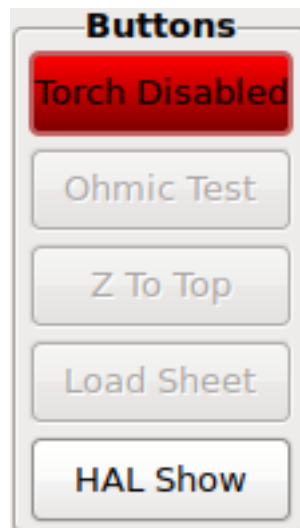 Buttons
Torch Disabled
Ohmic Test
Z To Top
Load Sheet
HAL Show